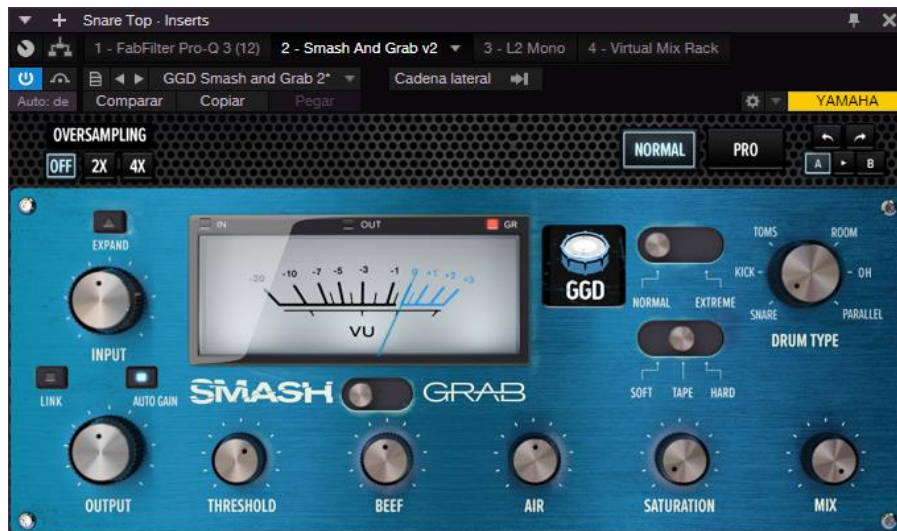 Snare Top - Inserts
1 - FabFilter Pro-Q 3 (12) 2 - Smash And Grab v2 3 - L2 Mono 4 - Virtual Mix Rack
GGD Smash and Grab 2* Cadena lateral
Auto: de Comparar Copiar Pegar YAMAHA
OVERSAMPLING
OFF 2X 4X NORMAL PRO A B
IN OUT GR
EXPAND
-20 -10 -7 -5 -3 -1 0 +1 +2 +3
VU
INPUT
GGD
NORMAL EXTREME
TOMS ROOM
KICK OH
SNARE PARALLEL
DRUM TYPE
LINK AUTO GAIN
SMASH GRAB
SOFT TAPE HARD
OUTPUT THRESHOLD BEEF AIR SATURATION MIX